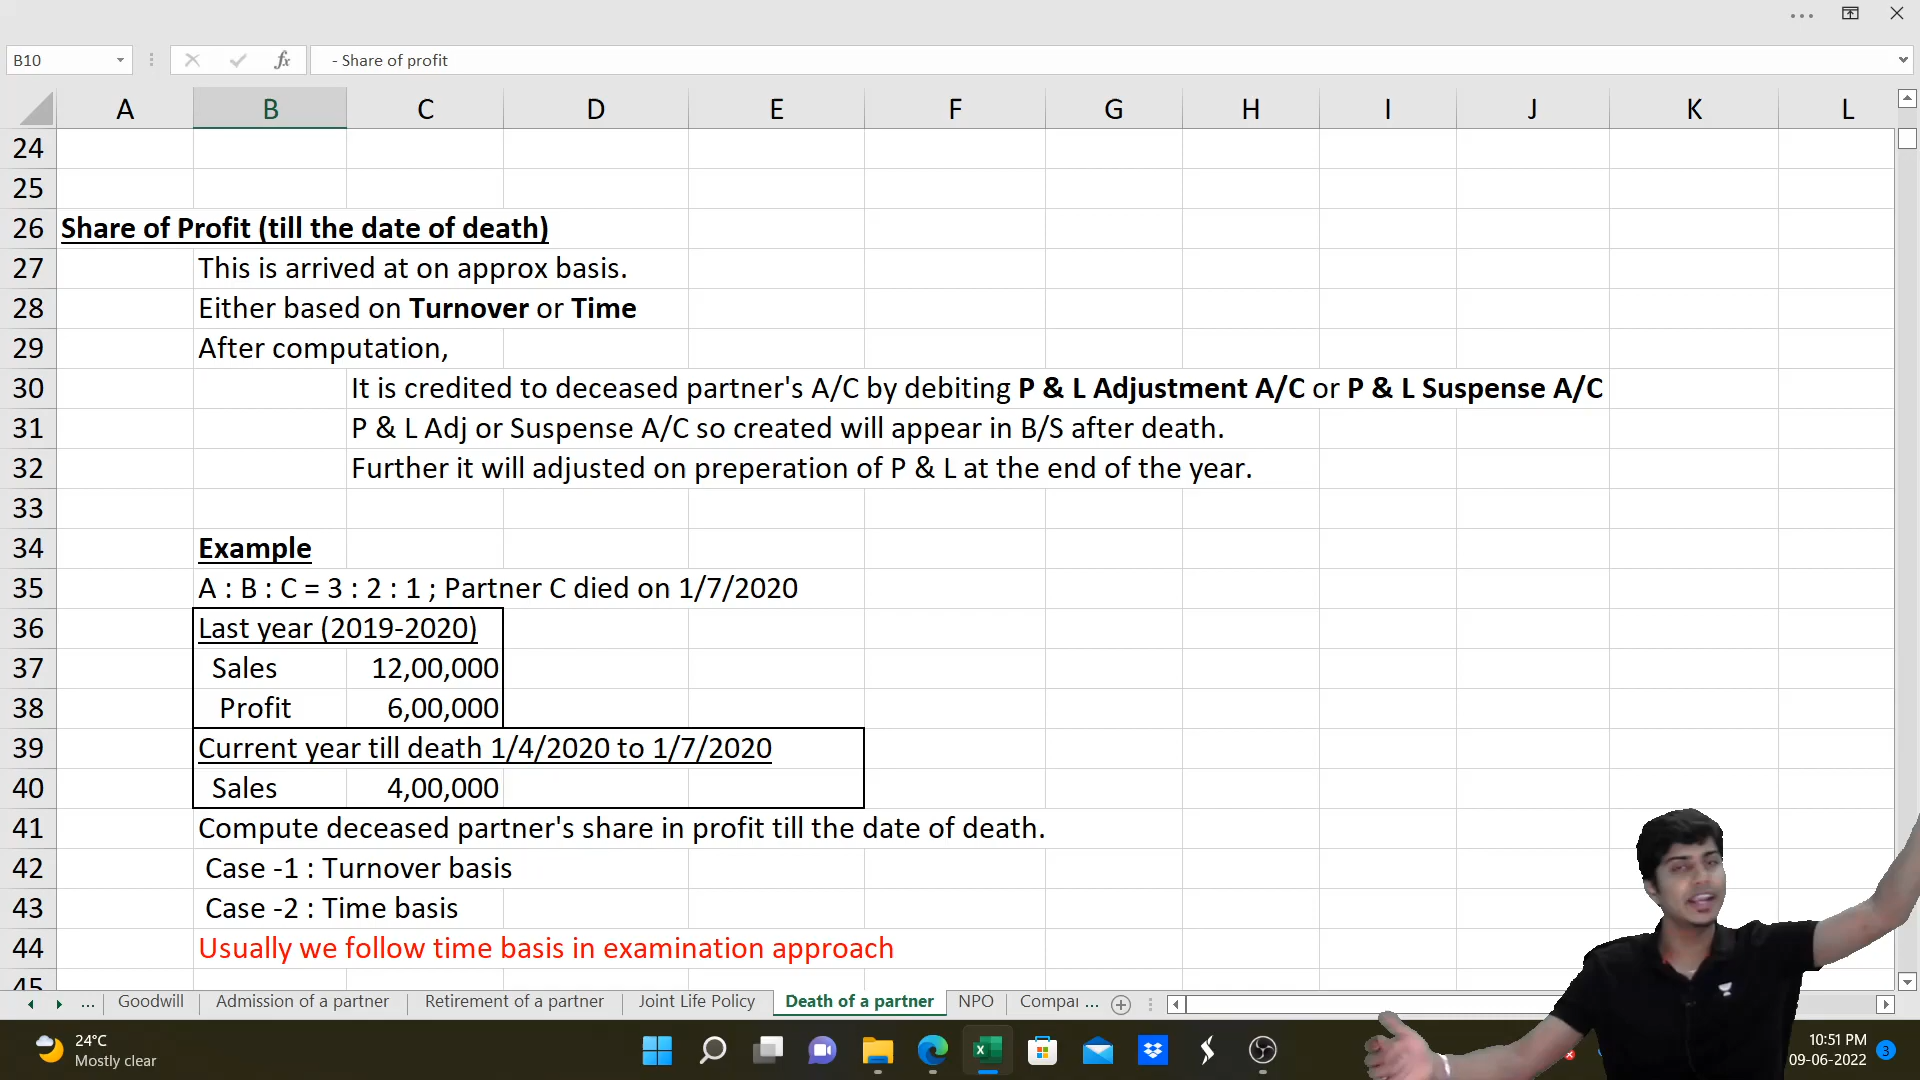 B10
fx
- Share of profit
A B C D E F G H I J K L
24
25
26 Share of Profit (till the date of death)
27 This is arrived at on approx basis.
28 Either based on Turnover or Time
29 After computation,
30 It is credited to deceased partner's A/C by debiting P & L Adjustment A/C or P & L Suspense A/C
31 P & L Adj or Suspense A/C so created will appear in B/S after death.
32 Further it will adjusted on preperation of P & L at the end of the year.
33
34 Example
35 A : B : C = 3 : 2 : 1 ; Partner C died on 1/7/2020
36 Last year (2019-2020)
37 Sales 12,00,000
38 Profit 6,00,000
39 Current year till death 1/4/2020 to 1/7/2020
40 Sales 4,00,000
41 Compute deceased partner's share in profit till the date of death.
42 Case -1 : Turnover basis
43 Case -2 : Time basis
44 Usually we follow time basis in examination approach
45
... Goodwill Admission of a partner Retirement of a partner Joint Life Policy Death of a partner NPO Compar ...
24°C
Mostly clear
10:51 PM
09-06-2022
3